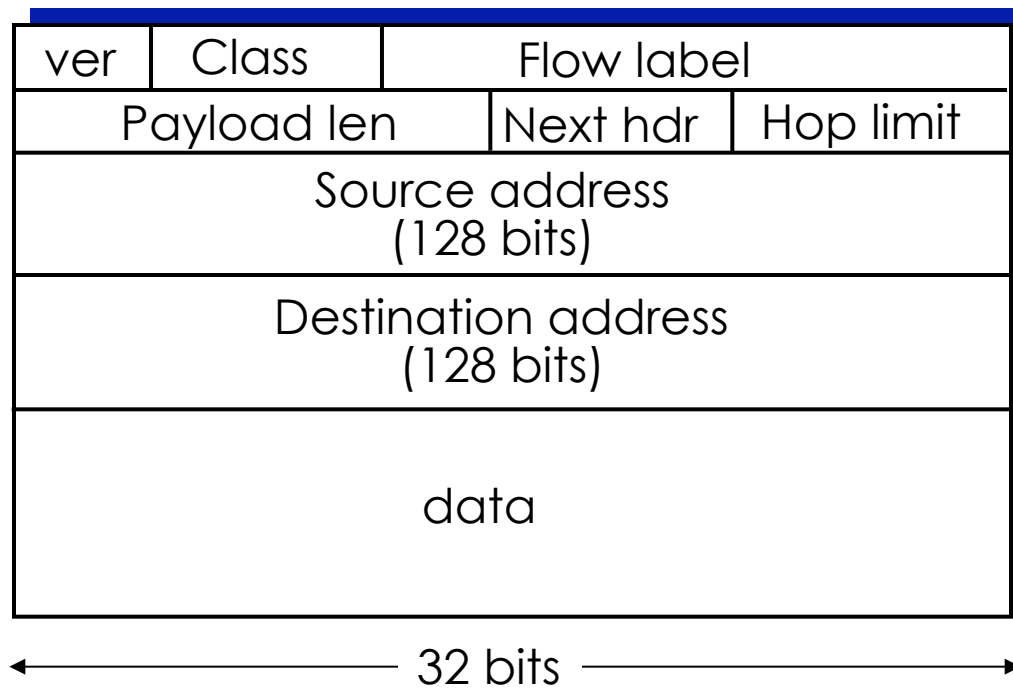 ver Class Flow label
Payload len Next hdr Hop limit
Source address
(128 bits)
Destination address
(128 bits)
data
32 bits